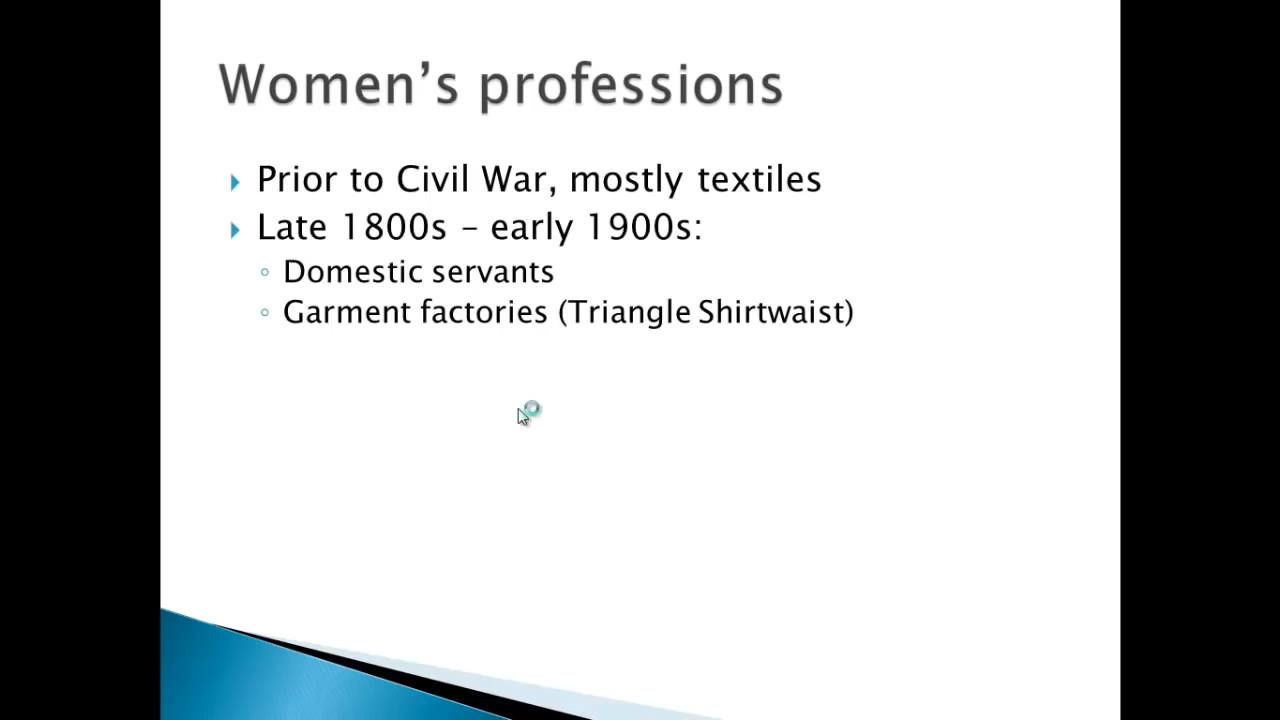 Women’s professions
Prior to Civil War, mostly textiles
Late 1800s – early 1900s:
Domestic servants
Garment factories (Triangle Shirtwaist)